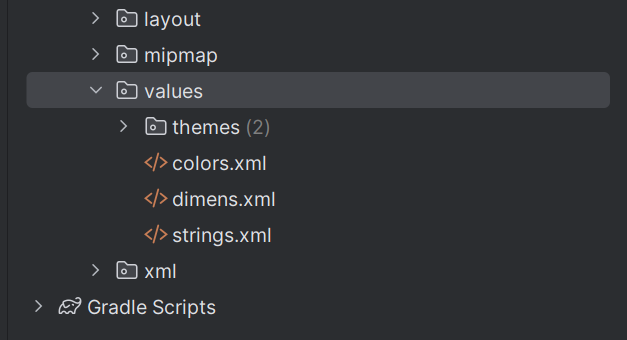 layout
mipmap
values
themes (2)
colors.xml
dimens.xml
strings.xml
xml
Gradle Scripts